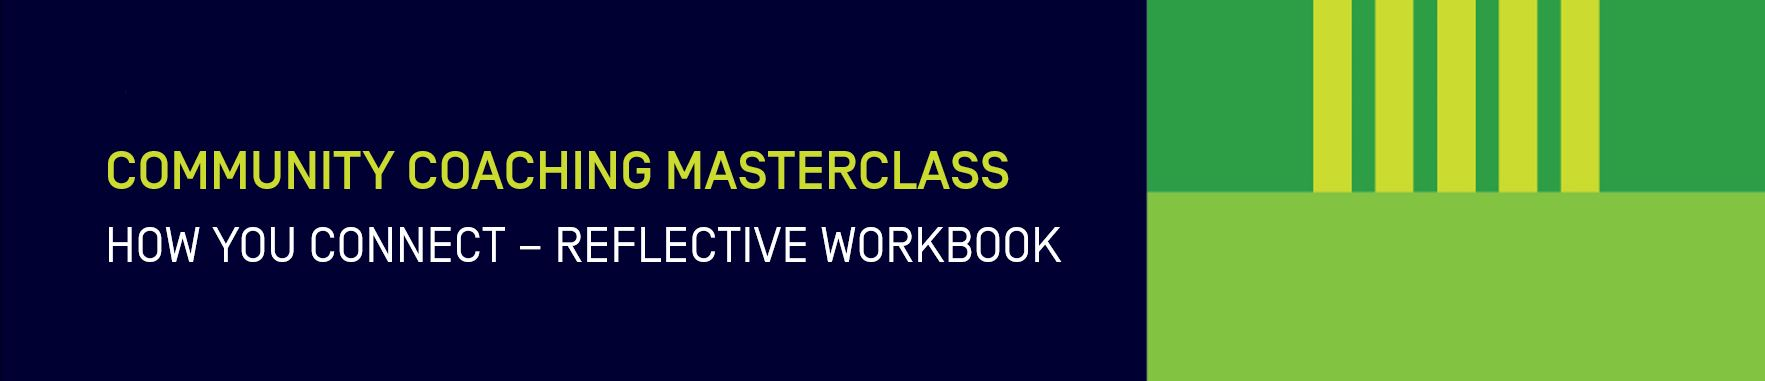 COMMUNITY COACHING MASTERCLASS
HOW YOU CONNECT – REFLECTIVE WORKBOOK